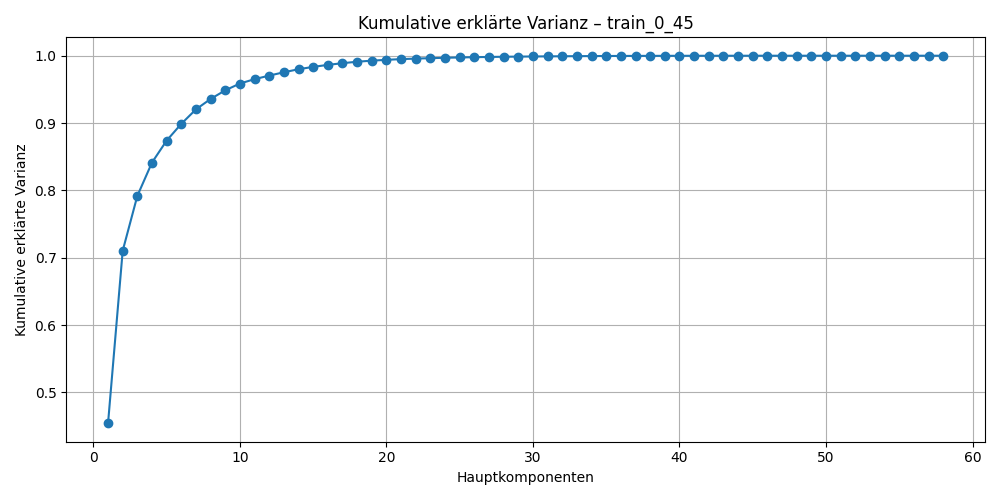 Kumulative erklärte Varianz – train_0_45
Kumulative erklärte Varianz
1.0
0.9
0.8
0.7
0.6
0.5
0 10 20 30 40 50 60
Hauptkomponenten